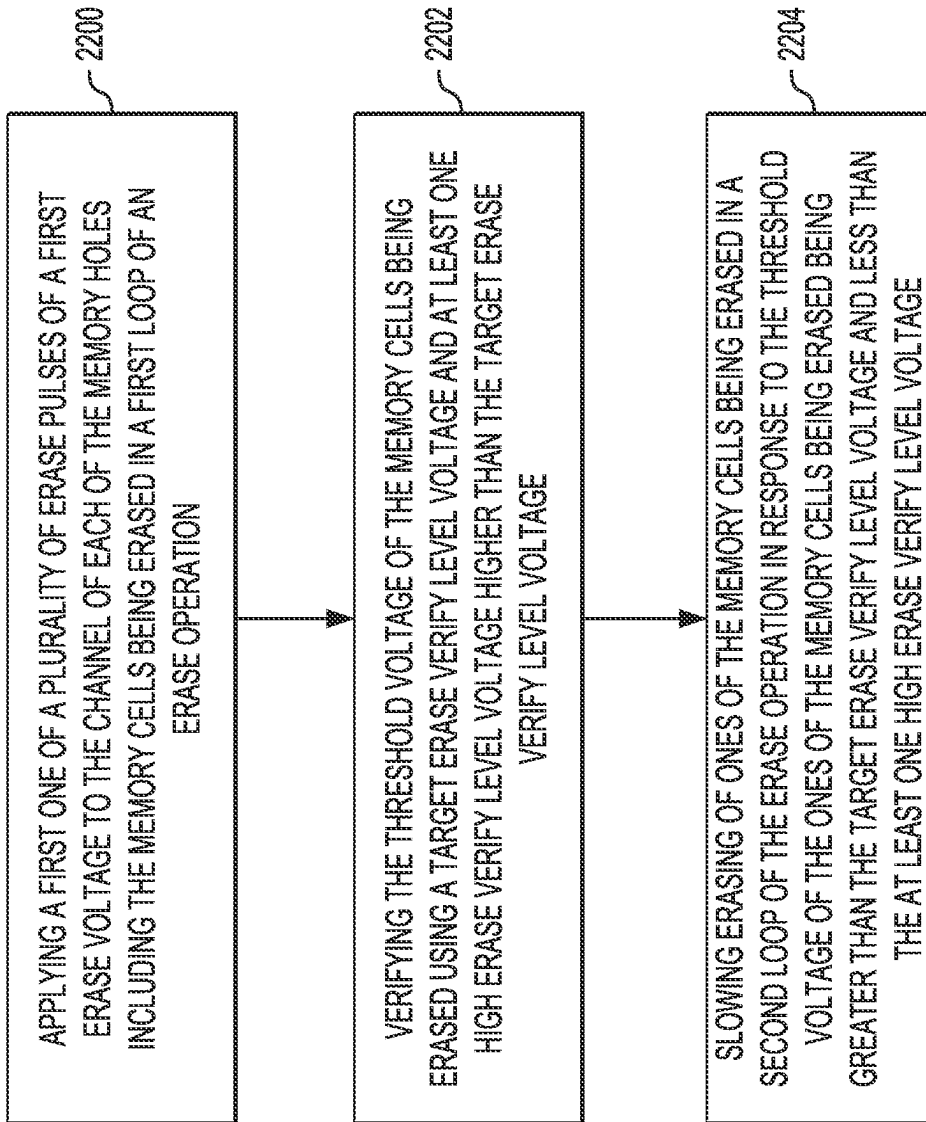 APPLYING A FIRST ONE OF A PLURALITY OF ERASE PULSES OF A FIRST
ERASE VOLTAGE TO THE CHANNEL OF EACH OF THE MEMORY HOLES
INCLUDING THE MEMORY CELLS BEING ERASED IN A FIRST LOOP OF AN
ERASE OPERATION
2200
VERIFYING THE THRESHOLD VOLTAGE OF THE MEMORY CELLS BEING
ERASED USING A TARGET ERASE VERIFY LEVEL VOLTAGE AND AT LEAST ONE
HIGH ERASE VERIFY LEVEL VOLTAGE HIGHER THAN THE TARGET ERASE
VERIFY LEVEL VOLTAGE
2202
SLOWING ERASING OF ONES OF THE MEMORY CELLS BEING ERASED IN A
SECOND LOOP OF THE ERASE OPERATION IN RESPONSE TO THE THRESHOLD
VOLTAGE OF THE ONES OF THE MEMORY CELLS BEING ERASED BEING
GREATER THAN THE TARGET ERASE VERIFY LEVEL VOLTAGE AND LESS THAN
THE AT LEAST ONE HIGH ERASE VERIFY LEVEL VOLTAGE
2204